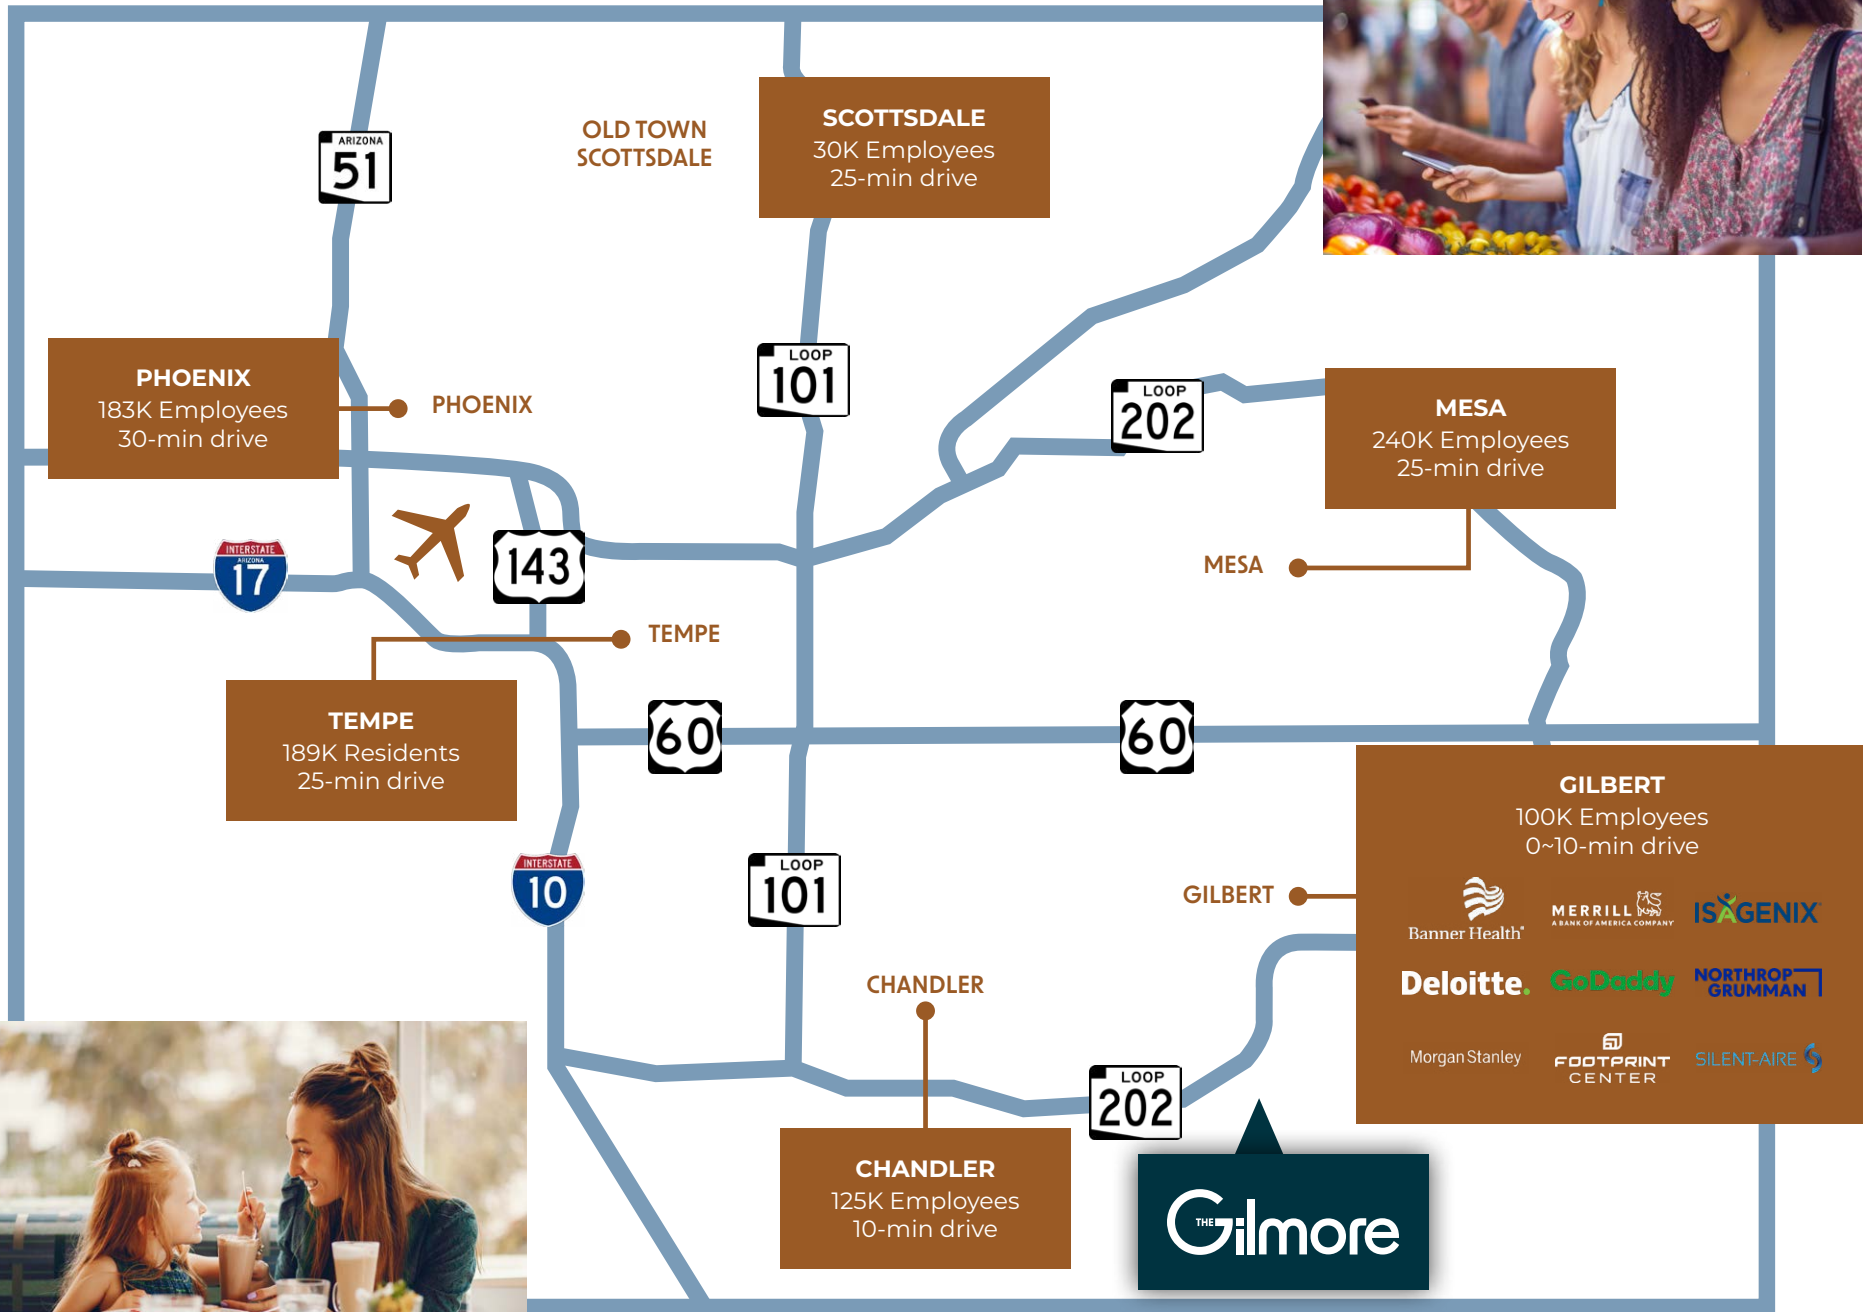 ARIZONA
51
OLD TOWN
SCOTTSDALE
SCOTTSDALE
30K Employees
25-min drive
PHOENIX
183K Employees
30-min drive
PHOENIX
LOOP
101
LOOP
202
MESA
240K Employees
25-min drive
INTERSTATE
ARIZONA
17
143
MESA
TEMPE
TEMPE
189K Residents
25-min drive
60
60
GILBERT
100K Employees
0~10-min drive
INTERSTATE
10
LOOP
101
GILBERT
Banner Health
MERRILL
A BANK OF AMERICA COMPANY
ISAGENIX
Deloitte.
GoDaddy
NORTHROP
GRUMMAN
Morgan Stanley
FOOTPRINT
CENTER
SILENT-AIRE
CHANDLER
LOOP
202
CHANDLER
125K Employees
10-min drive
THE Gilmore